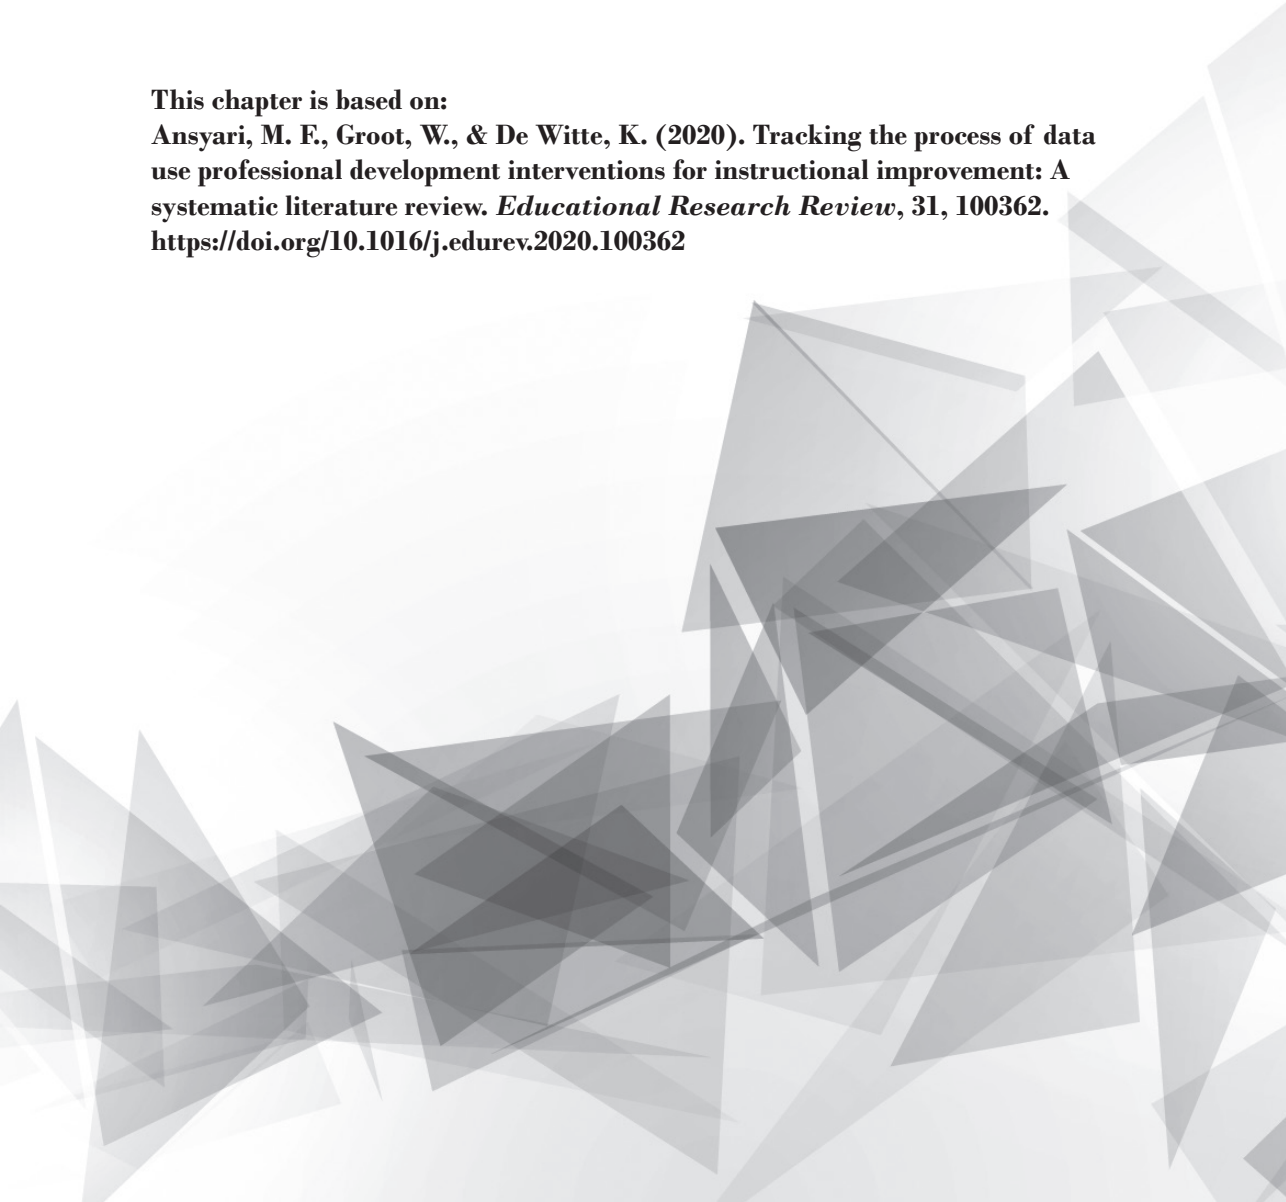 This chapter is based on:
Ansyari, M. F., Groot, W., & De Witte, K. (2020). Tracking the process of data
use professional development interventions for instructional improvement: A
systematic literature review. Educational Research Review, 31, 100362.
https://doi.org/10.1016/j.edurev.2020.100362